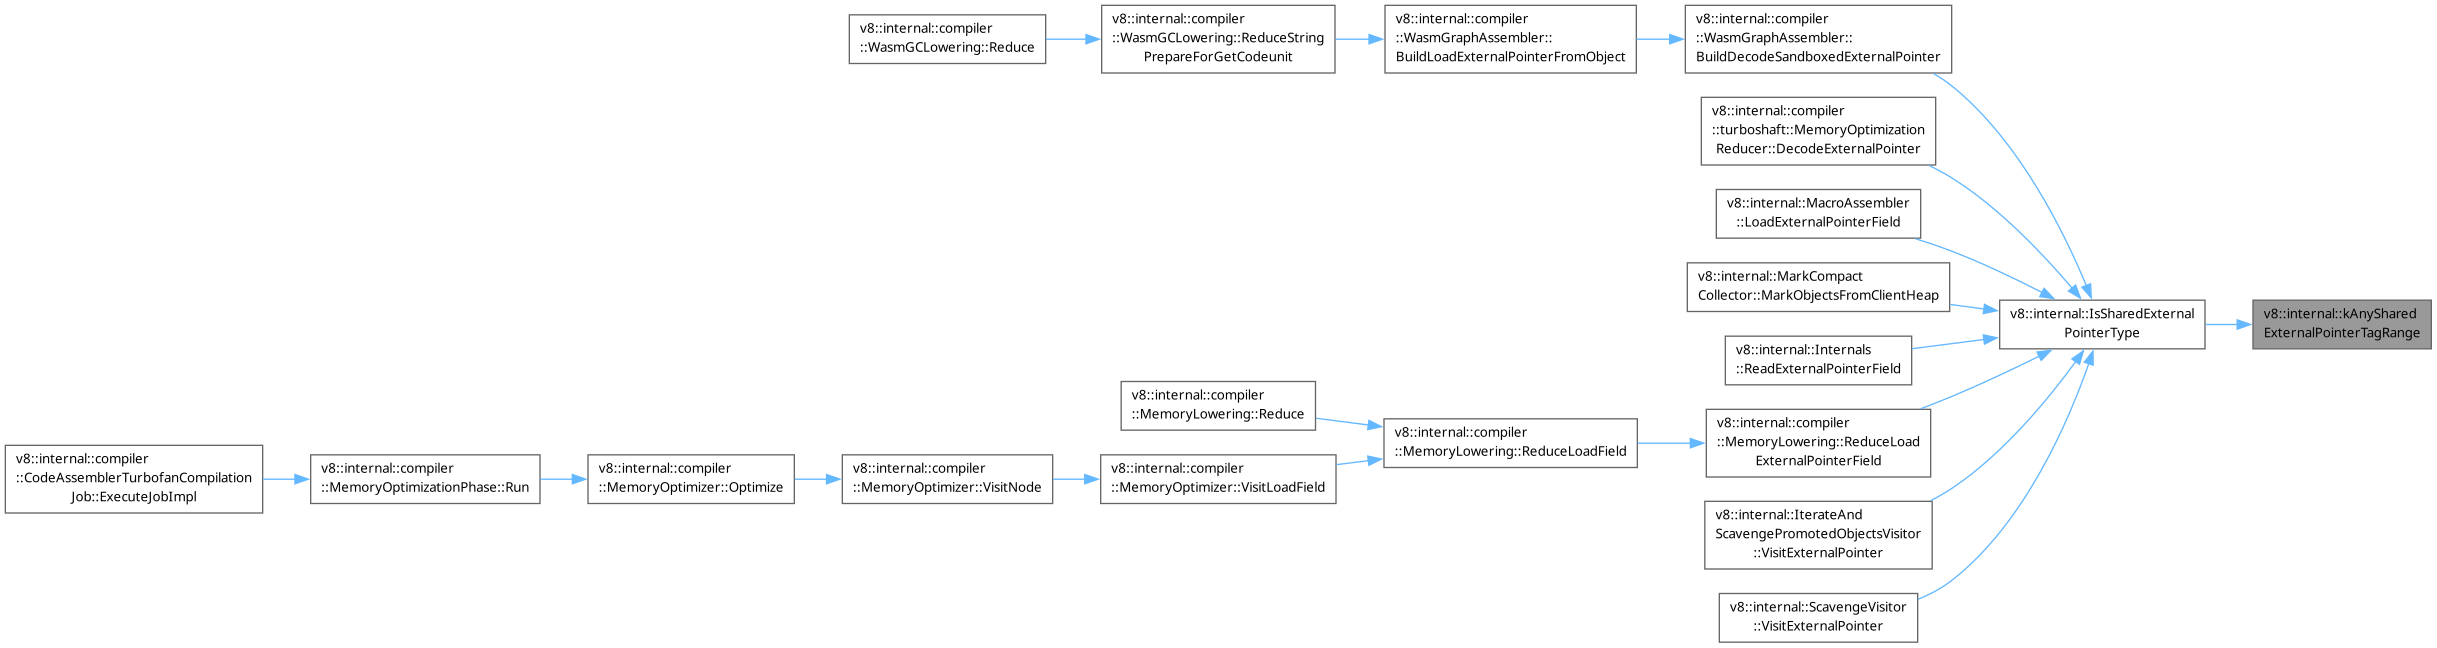 v8::internal::compiler
::WasmGCLowering::Reduce
v8::internal::compiler
::WasmGCLowering::ReduceString
PrepareForGetCodeunit
v8::internal::compiler
::WasmGraphAssembler::
BuildLoadExternalPointerFromObject
v8::internal::compiler
::WasmGraphAssembler::
BuildDecodeSandboxedExternalPointer
v8::internal::compiler
::turboshaft::MemoryOptimization
Reducer::DecodeExternalPointer
v8::internal::MacroAssembler
::LoadExternalPointerField
v8::internal::MarkCompact
Collector::MarkObjectsFromClientHeap
v8::internal::IsSharedExternal
PointerType
v8::internal::kAnyShared
ExternalPointerTagRange
v8::internal::Internals
::ReadExternalPointerField
v8::internal::compiler
::MemoryLowering::Reduce
v8::internal::compiler
::MemoryLowering::ReduceLoadField
v8::internal::compiler
::MemoryLowering::ReduceLoad
ExternalPointerField
v8::internal::compiler
::CodeAssemblerTurbofanCompilation
Job::ExecuteJobImpl
v8::internal::compiler
::MemoryOptimizationPhase::Run
v8::internal::compiler
::MemoryOptimizer::Optimize
v8::internal::compiler
::MemoryOptimizer::VisitNode
v8::internal::compiler
::MemoryOptimizer::VisitLoadField
v8::internal::IterateAnd
ScavengePromotedObjectsVisitor
::VisitExternalPointer
v8::internal::ScavengeVisitor
::VisitExternalPointer